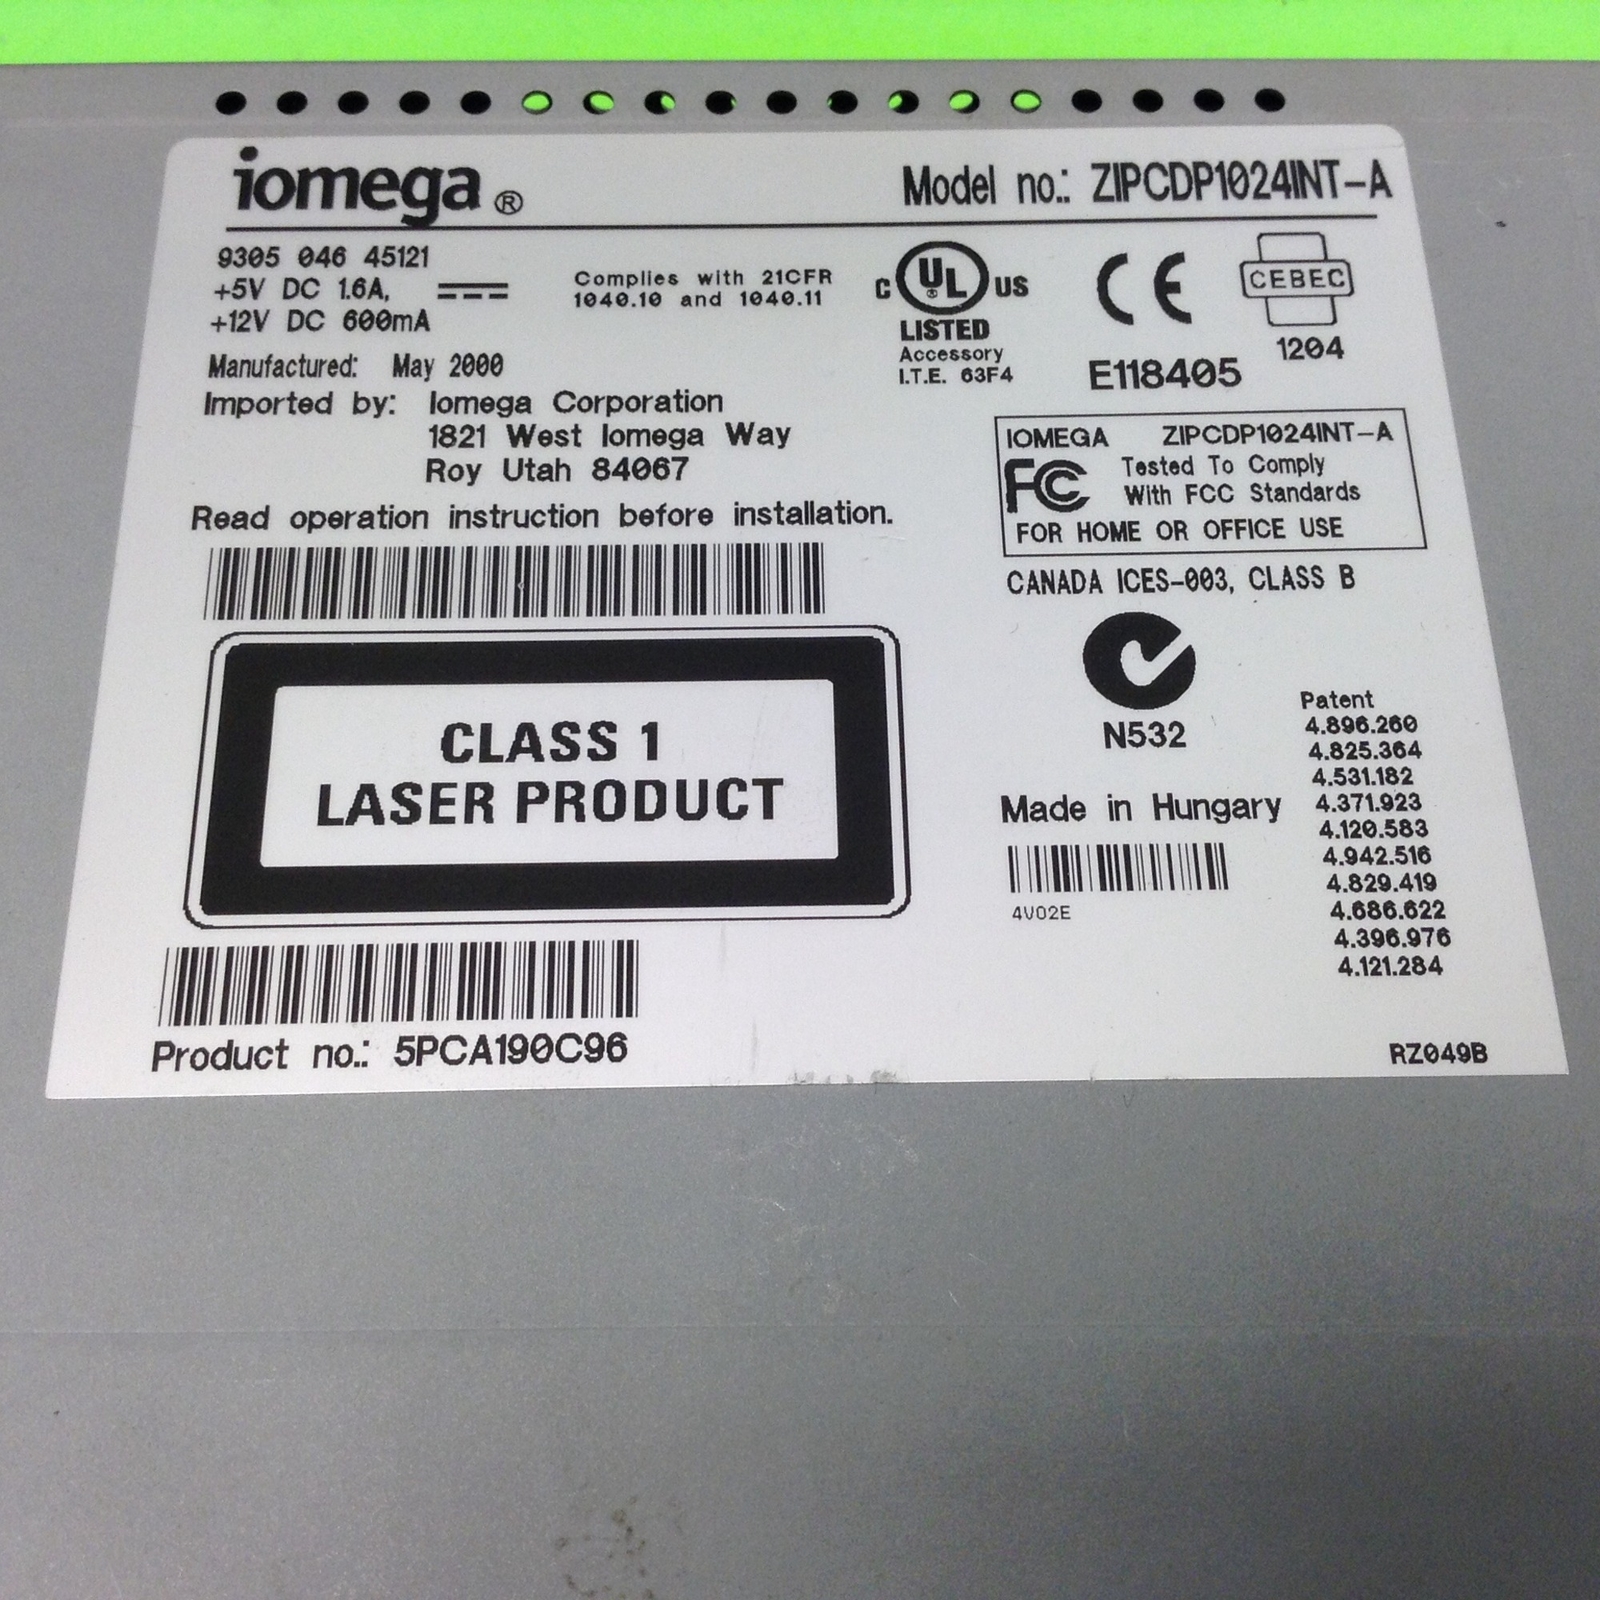 iomega®
Model no.: ZIPCDP1024INT-A
9305 046 45121
+5V DC 1.6A,
+12V DC 600mA
Complies with 21CFR
1040.10 and 1040.11
C UL ® US
LISTED
Accessory
I.T.E. 63F4
CE
E118405
CEBEC
1204
Manufactured: May 2000
Imported by: Iomega Corporation
1821 West Iomega Way
Roy Utah 84067
Read operation instruction before installation.
IOMEGA ZIPCDP1024INT-A
FC Tested To Comply
With FCC Standards
FOR HOME OR OFFICE USE
CANADA ICES-003, CLASS B
N532
CLASS 1
LASER PRODUCT
Made in Hungary
4V02E
Patent
4.896.260
4.825.364
4.531.182
4.371.923
4.120.583
4.942.516
4.829.419
4.686.622
4.396.976
4.121.284
Product no.: 5PCA190C96
RZ049B